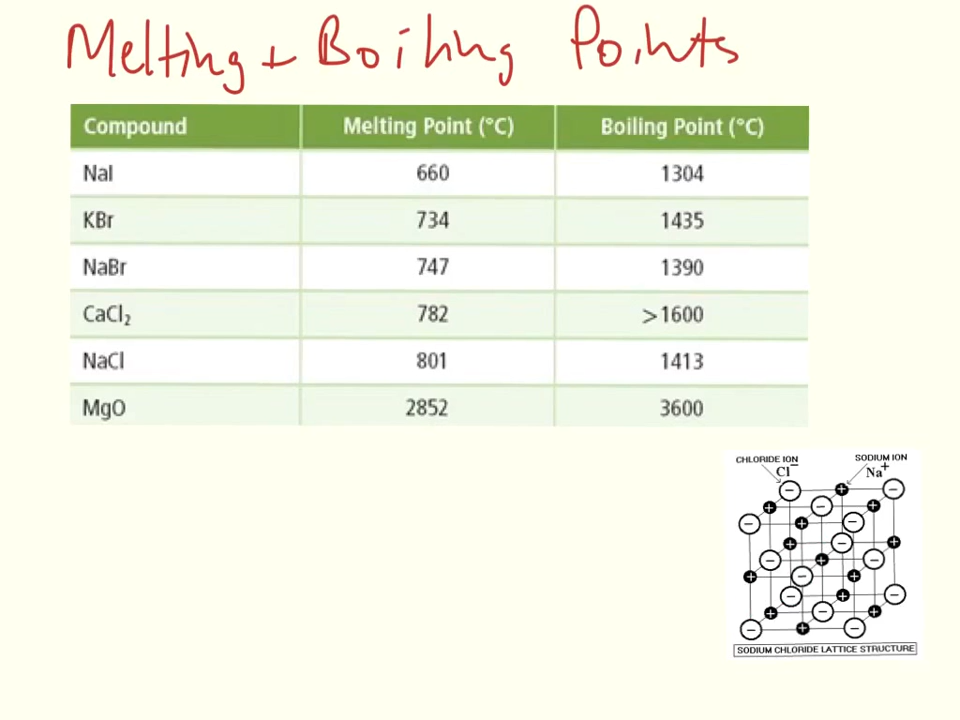 Melting + Boiling Points
Compound Melting Point (°C) Boiling Point (°C)
NaI 660 1304
KBr 734 1435
NaBr 747 1390
CaCl₂ 782 >1600
NaCl 801 1413
MgO 2852 3600
CHLORIDE ION SODIUM ION
Cl⁻ Na⁺
SODIUM CHLORIDE LATTICE STRUCTURE